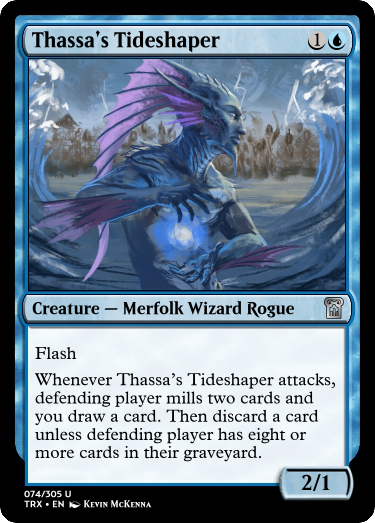 Thassa's Tideshaper 1
Creature — Merfolk Wizard Rogue
Flash
Whenever Thassa's Tideshaper attacks,
defending player mills two cards and
you draw a card. Then discard a card
unless defending player has eight or
more cards in their graveyard.
2/1
074/305 U
TRX • EN Kevin McKenna